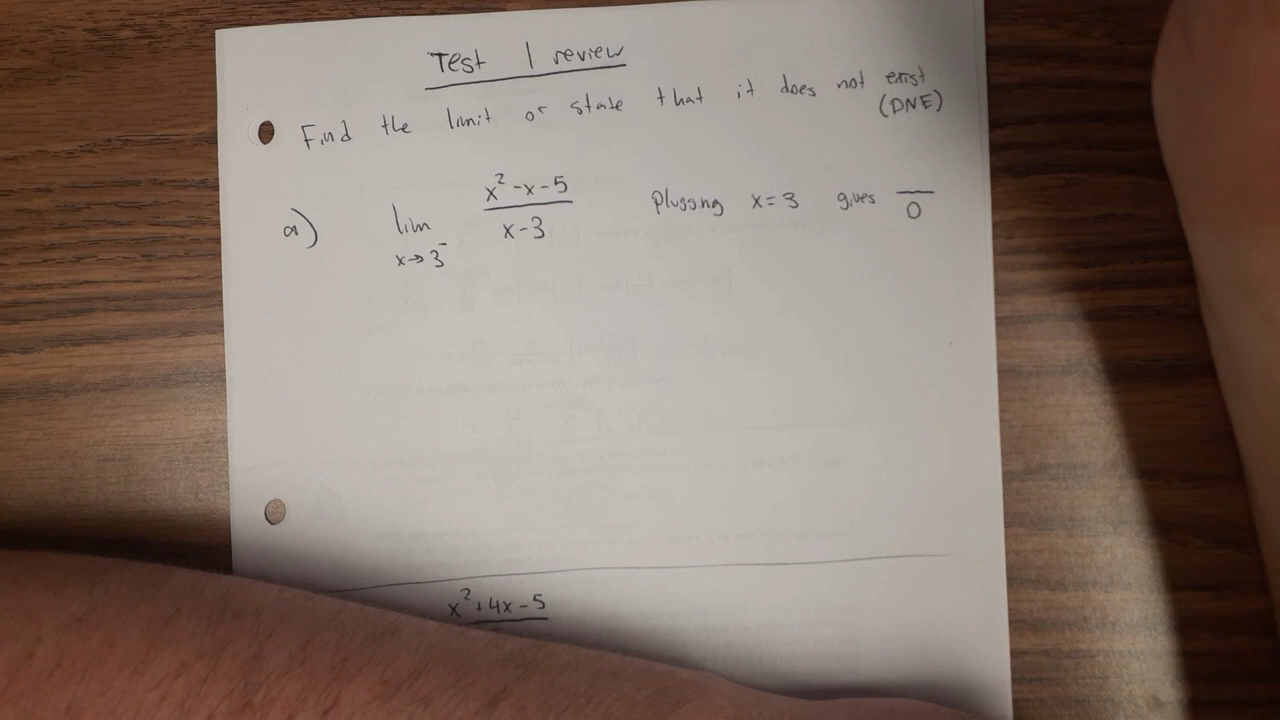 Test 1 review
Find the limit or state that it does not exist
(DNE)
a) lim x→3⁻ (x² - x - 5)/(x - 3) plugging x = 3 gives —/0
x² + 4x - 5